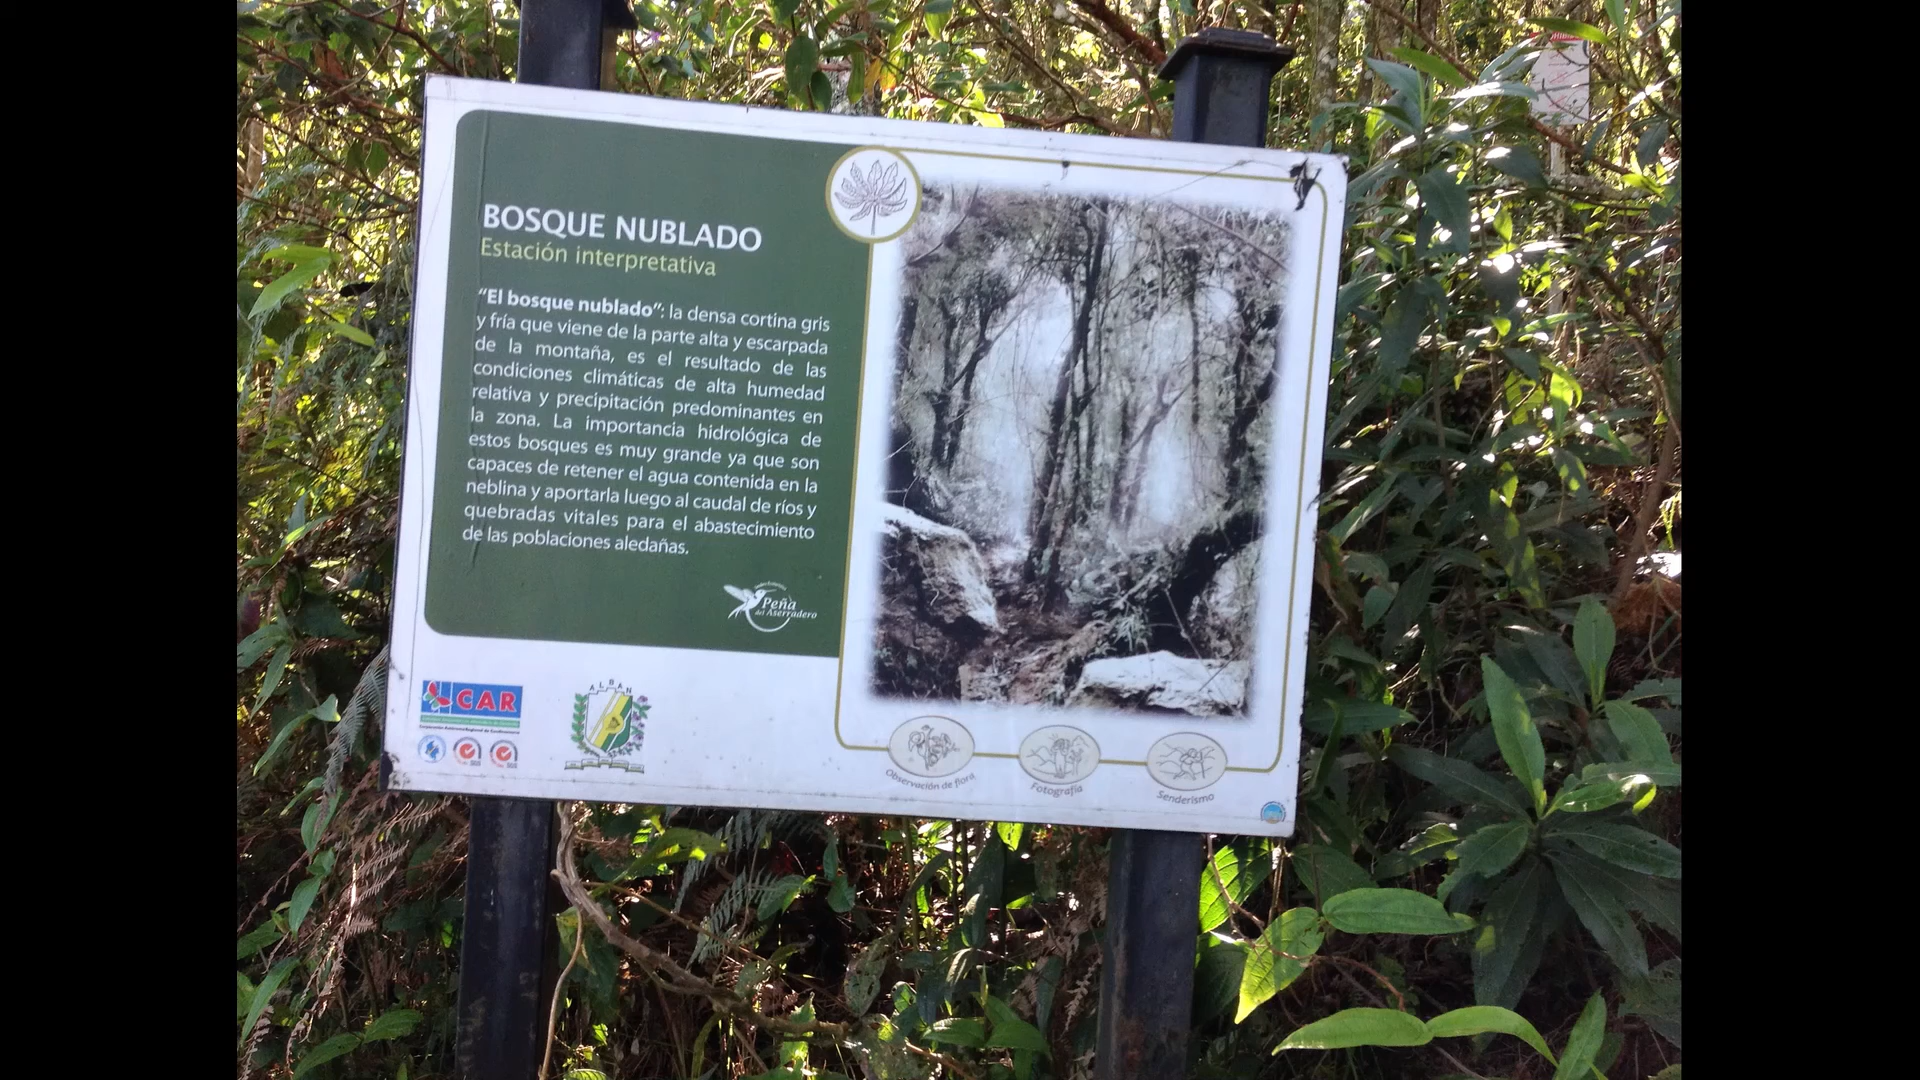 BOSQUE NUBLADO
Estación interpretativa
"El bosque nublado"; la densa cortina gris
y fría que viene de la parte alta y escarpada
de la montaña, es el resultado de las
condiciones climáticas de alta humedad
relativa y precipitación predominantes en
la zona. La importancia hidrológica de
estos bosques es muy grande ya que son
capaces de retener el agua contenida en la
neblina y aportarla luego al caudal de ríos y
quebradas vitales para el abastecimiento
de las poblaciones aledañas.
Peña
del Aserradero
CAR
ALBAN
SGS
SGS
Observación de flora
Fotografía
Senderismo